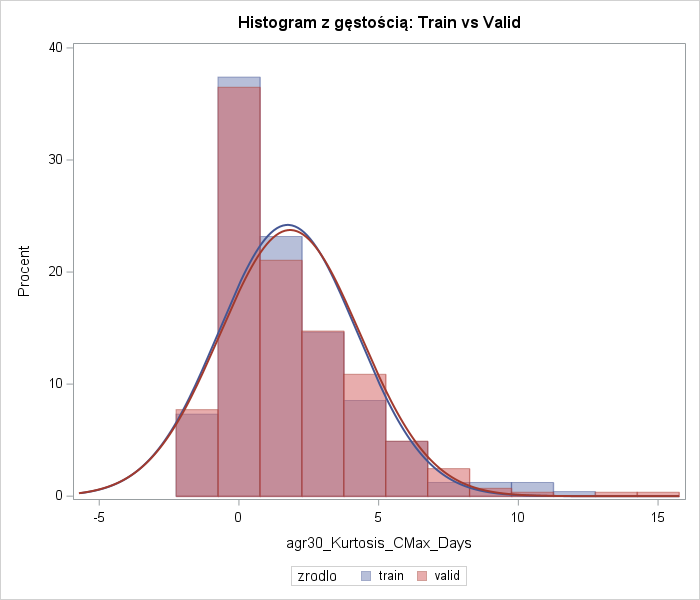 Histogram z gęstością: Train vs Valid
40
30
20
10
0
Procent
-5 0 5 10 15
agr30_Kurtosis_CMax_Days
zrodlo train valid